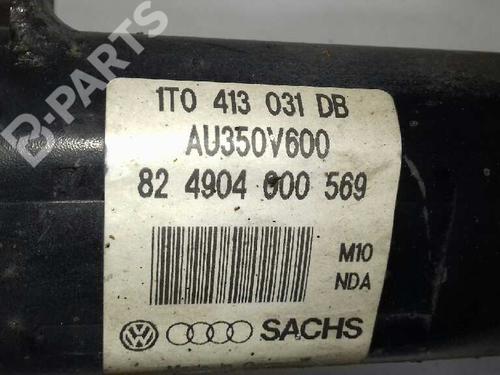 B-PARTS
1T0 413 031 DB
AU350V600
82 4904 000 569
M10
NDA
SACHS